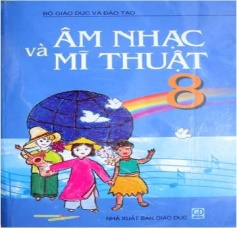 BỘ GIÁO DỤC VÀ ĐÀO TẠO
ÂM NHẠC
và MĨ THUẬT
8
NHÀ XUẤT BẢN GIÁO DỤC